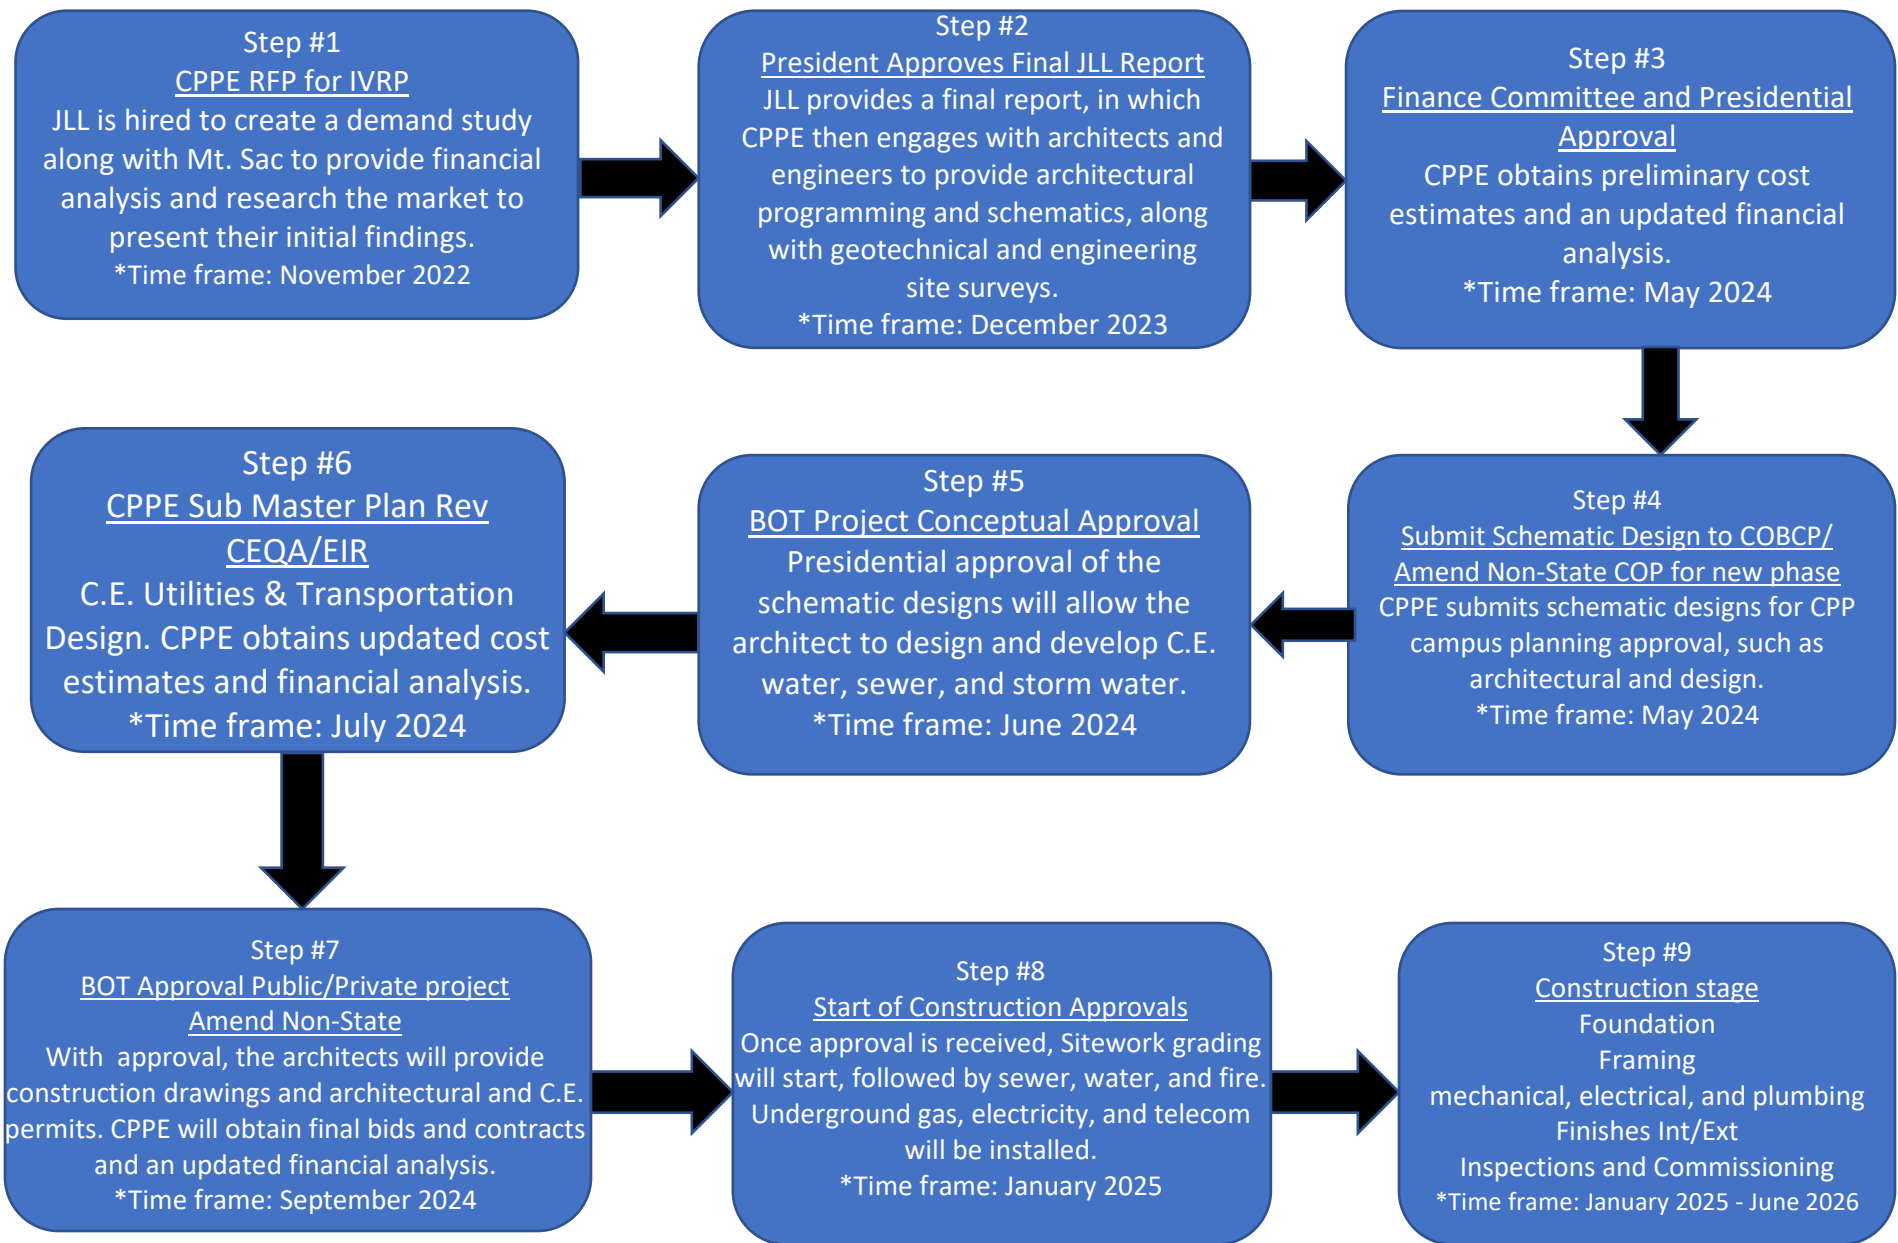 Step #1
CPPE RFP for IVRP
JLL is hired to create a demand study
along with Mt. Sac to provide financial
analysis and research the market to
present their initial findings.
*Time frame: November 2022
Step #2
President Approves Final JLL Report
JLL provides a final report, in which
CPPE then engages with architects and
engineers to provide architectural
programming and schematics, along
with geotechnical and engineering
site surveys.
*Time frame: December 2023
Step #3
Finance Committee and Presidential
Approval
CPPE obtains preliminary cost
estimates and an updated financial
analysis.
*Time frame: May 2024
Step #4
Submit Schematic Design to COBCP/
Amend Non-State COP for new phase
CPPE submits schematic designs for CPP
campus planning approval, such as
architectural and design.
*Time frame: May 2024
Step #5
BOT Project Conceptual Approval
Presidential approval of the
schematic designs will allow the
architect to design and develop C.E.
water, sewer, and storm water.
*Time frame: June 2024
Step #6
CPPE Sub Master Plan Rev
CEQA/EIR
C.E. Utilities & Transportation
Design. CPPE obtains updated cost
estimates and financial analysis.
*Time frame: July 2024
Step #7
BOT Approval Public/Private project
Amend Non-State
With approval, the architects will provide
construction drawings and architectural and C.E.
permits. CPPE will obtain final bids and contracts
and an updated financial analysis.
*Time frame: September 2024
Step #8
Start of Construction Approvals
Once approval is received, Sitework grading
will start, followed by sewer, water, and fire.
Underground gas, electricity, and telecom
will be installed.
*Time frame: January 2025
Step #9
Construction stage
Foundation
Framing
mechanical, electrical, and plumbing
Finishes Int/Ext
Inspections and Commissioning
*Time frame: January 2025 - June 2026